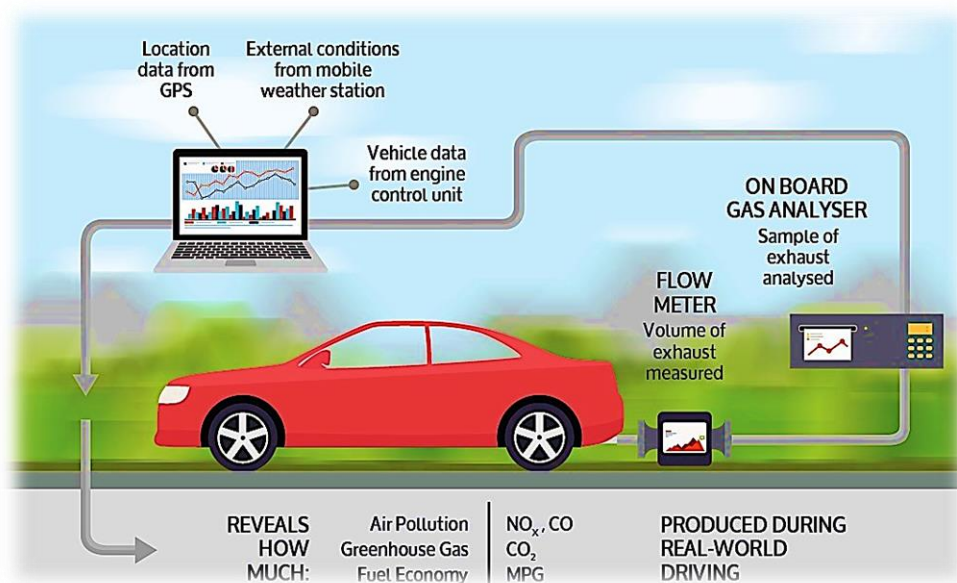 Location
data from
GPS
External conditions
from mobile
weather station
Vehicle data
from engine
control unit
ON BOARD
GAS ANALYSER
Sample of
exhaust
analysed
FLOW
METER
Volume of
exhaust
measured
REVEALS
HOW
MUCH:
Air Pollution
Greenhouse Gas
Fuel Economy
NOₓ, CO
CO₂
MPG
PRODUCED DURING
REAL-WORLD
DRIVING